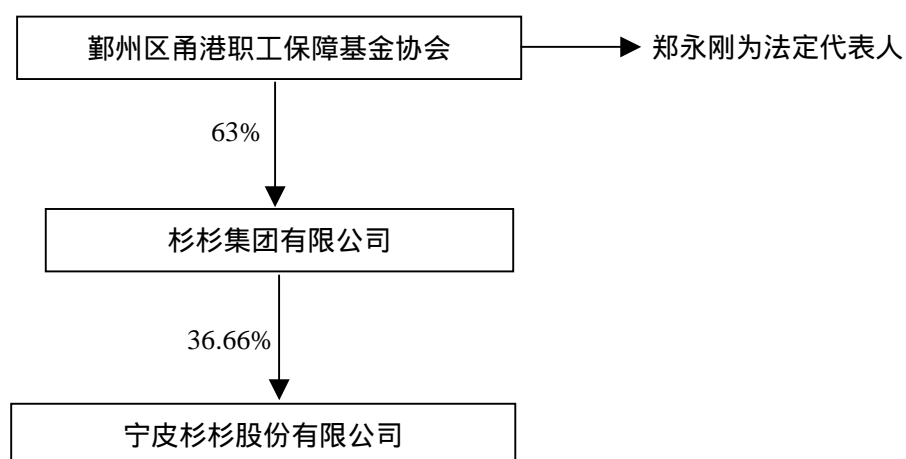 鄞州区甬港职工保障基金协会
郑永刚为法定代表人
63%
杉杉集团有限公司
36.66%
宁皮杉杉股份有限公司